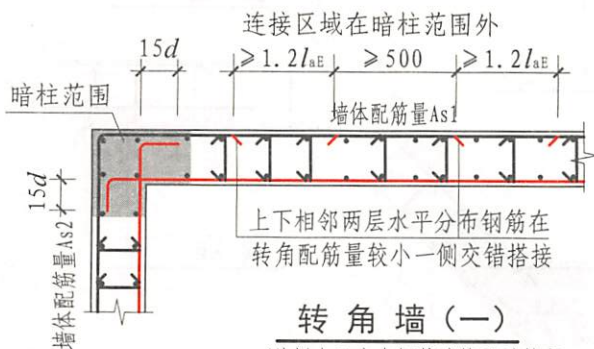 连接区域在暗柱范围外
15d
≥1.2laE
≥500
≥1.2laE
暗柱范围
墙体配筋量As1
15d
墙体配筋量As2
上下相邻两层水平分布钢筋在
转角配筋量较小一侧交错搭接
转角墙(一)